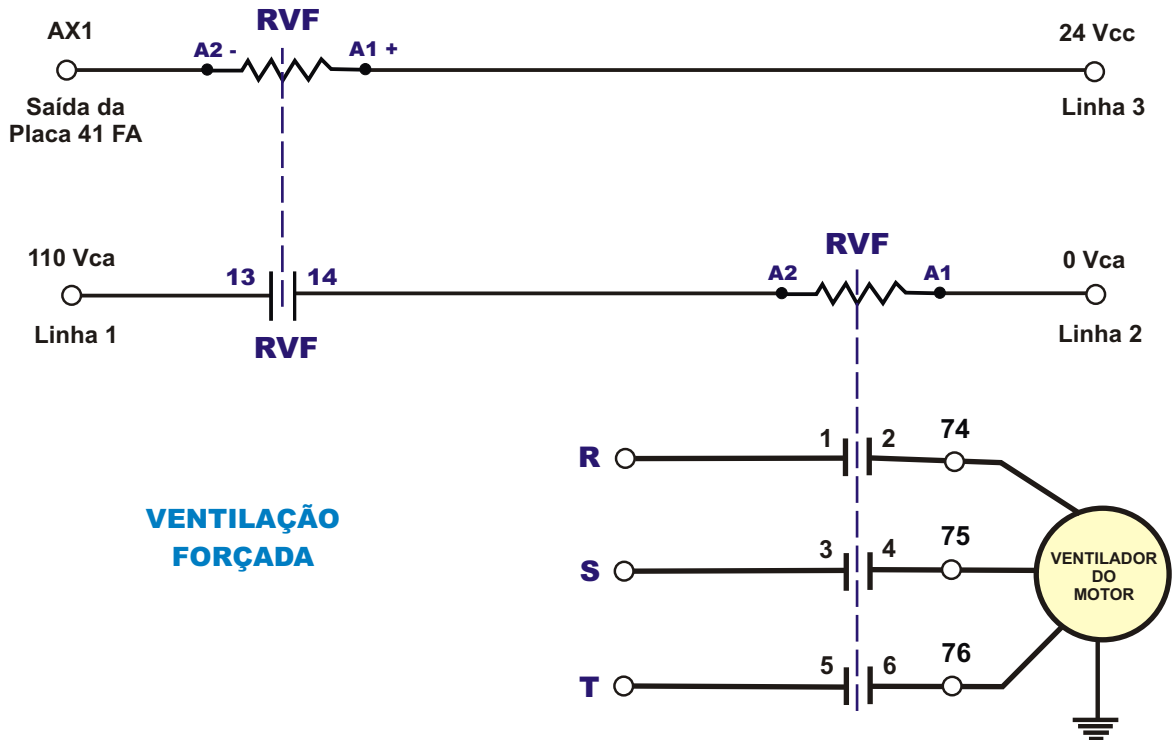 RVF
AX1
A2 -
A1 +
24 Vcc
Saída da
Placa 41 FA
Linha 3
110 Vca
13
14
RVF
A2
A1
0 Vca
Linha 1
RVF
Linha 2
R
1
2
74
VENTILAÇÃO
FORÇADA
S
3
4
75
VENTILADOR
DO
MOTOR
T
5
6
76